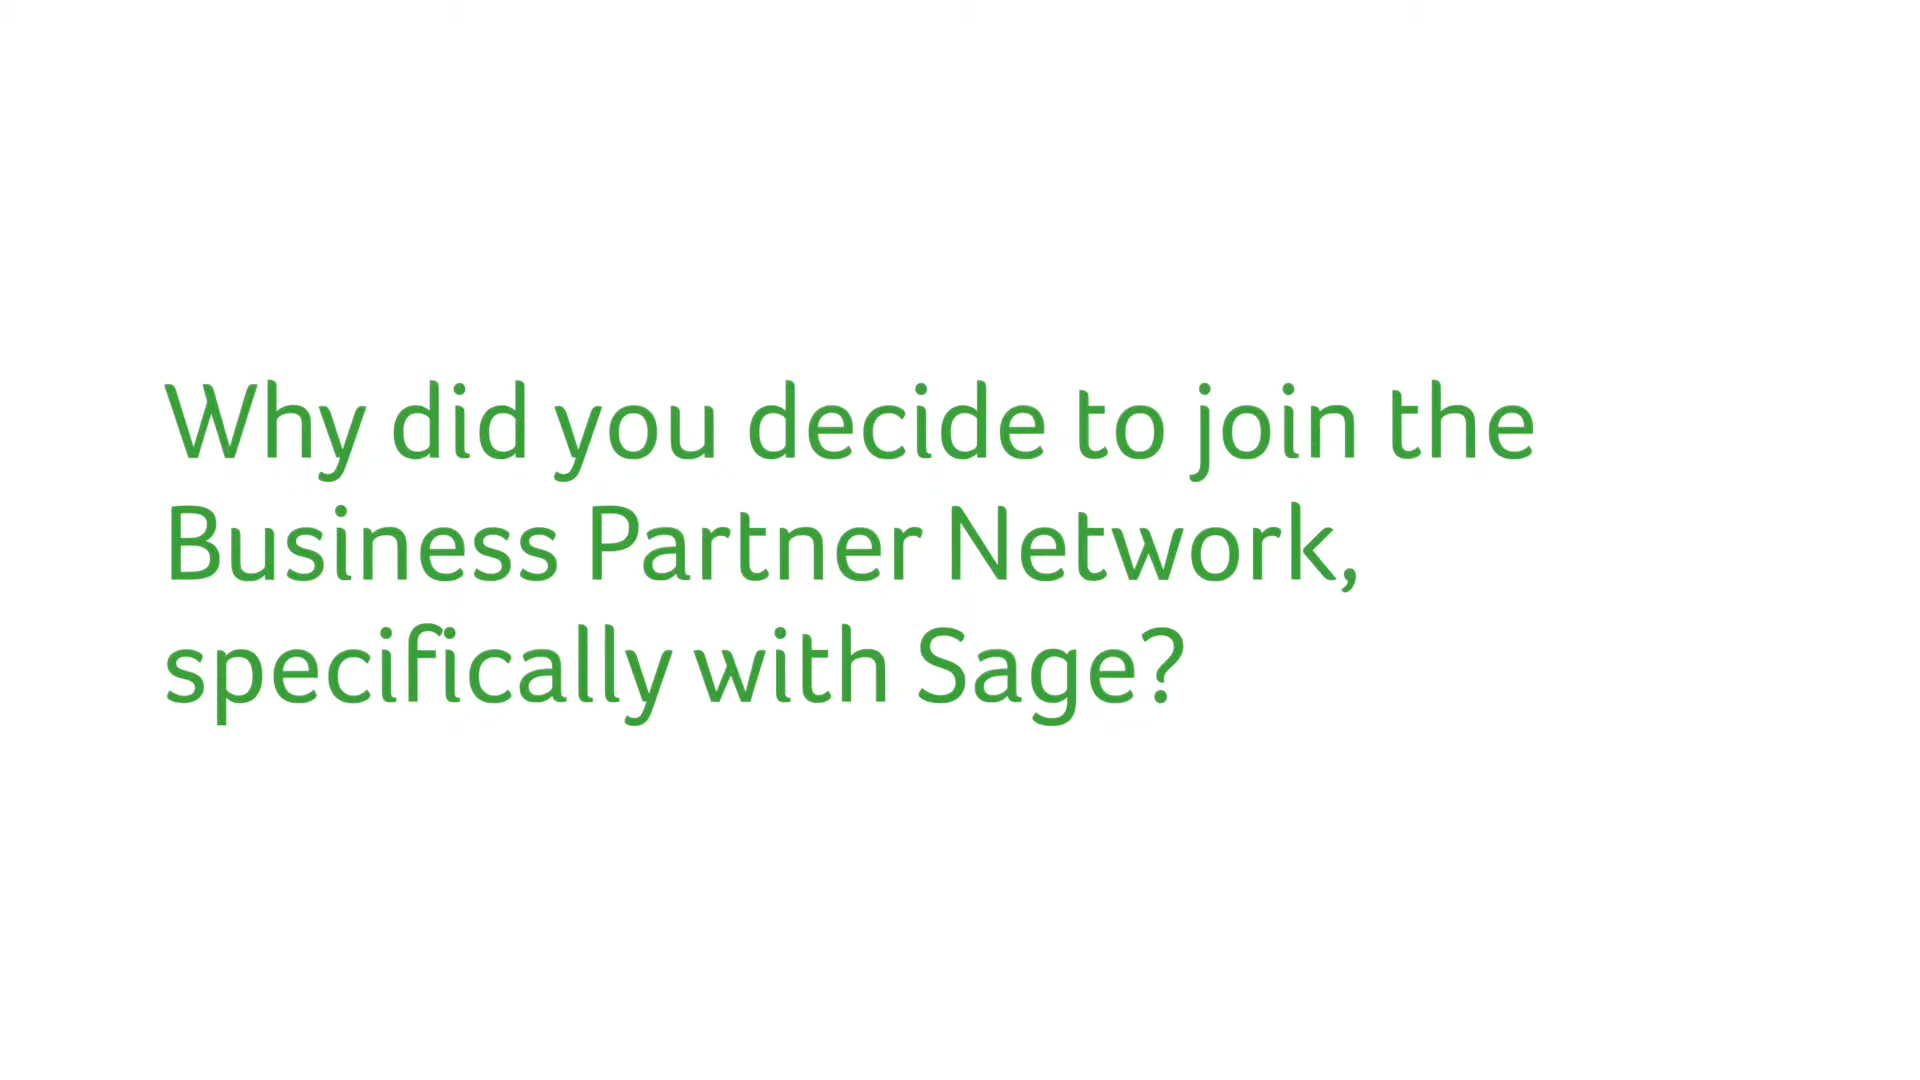 Why did you decide to join the
Business Partner Network,
specifically with Sage?